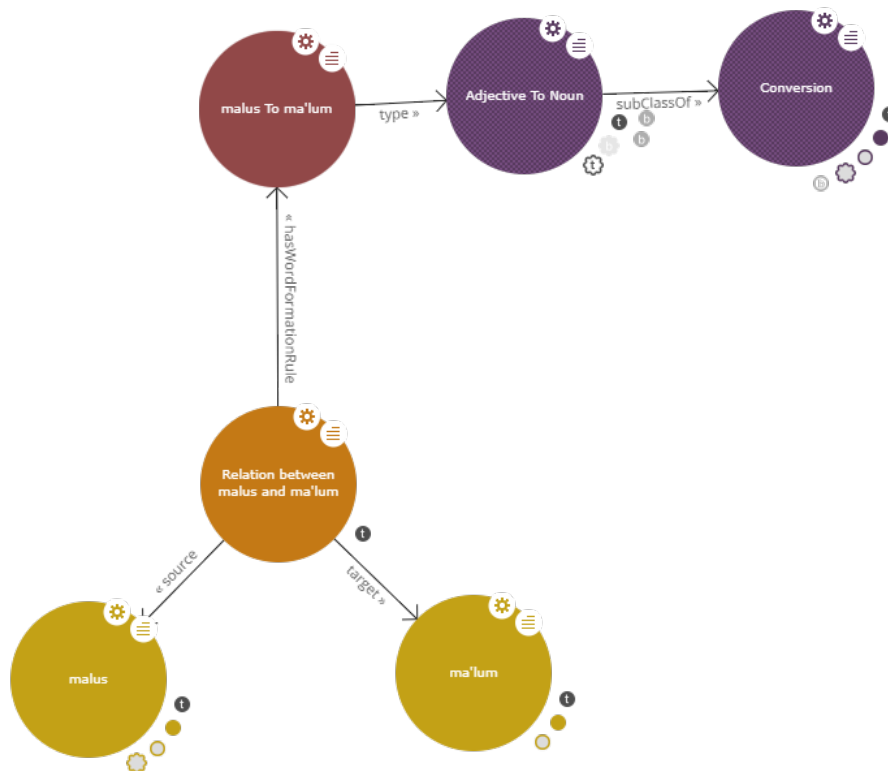 malus To ma'lum
type »
Adjective To Noun
subClassOf »
Conversion
t
b
b
b
t
b
« hasWordFormationRule
Relation between
malus and ma'lum
t
« source
target »
malus
t
ma'lum
t